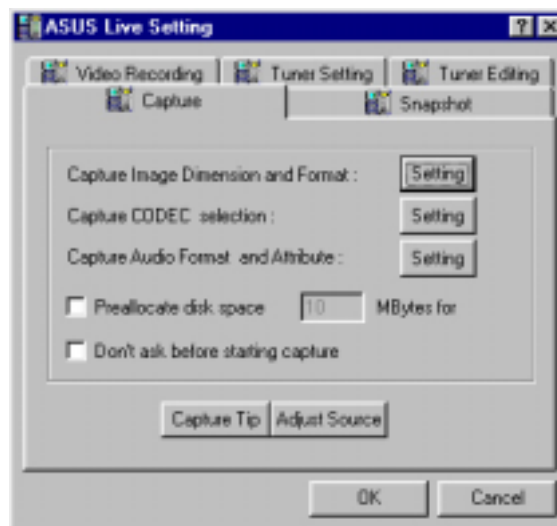 ASUS Live Setting
Video Recording Tuner Setting Tuner Editing
Capture Snapshot
Capture Image Dimension and Format : Setting
Capture CODEC selection : Setting
Capture Audio Format and Attribute : Setting
Preallocate disk space 10 MBytes for
Don't ask before starting capture
Capture Tip Adjust Source
OK Cancel